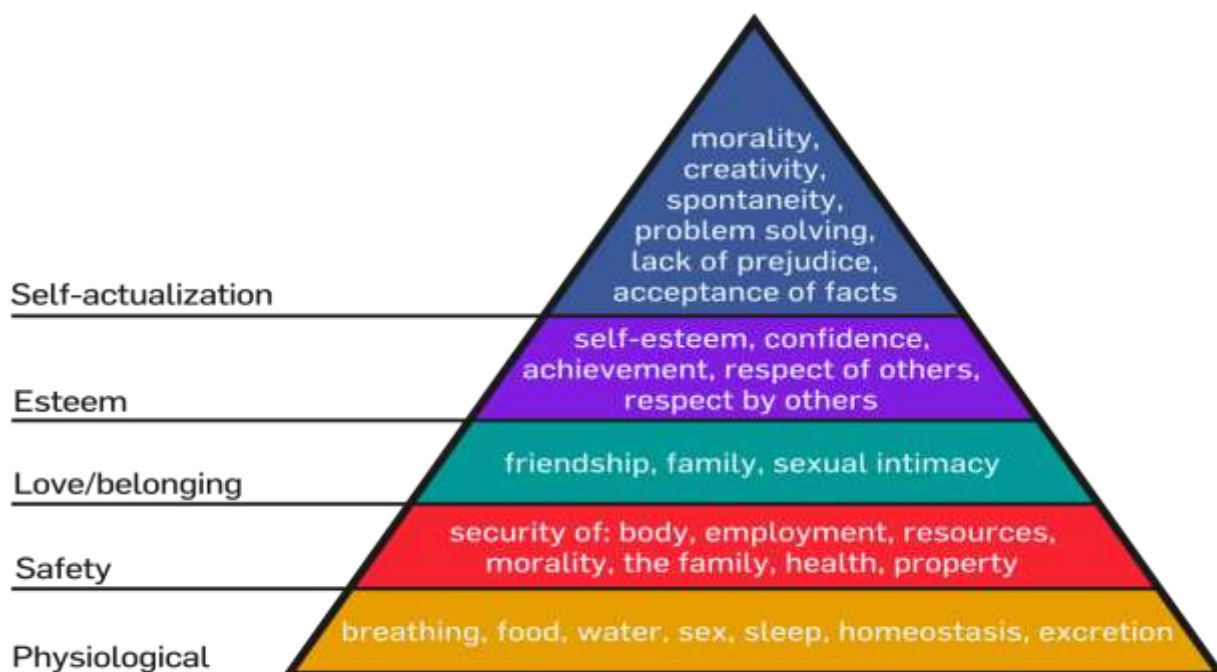 morality,
creativity,
spontaneity,
problem solving,
lack of prejudice,
acceptance of facts
Self-actualization
self-esteem, confidence,
achievement, respect of others,
respect by others
Esteem
friendship, family, sexual intimacy
Love/belonging
security of: body, employment, resources,
morality, the family, health, property
Safety
breathing, food, water, sex, sleep, homeostasis, excretion
Physiological